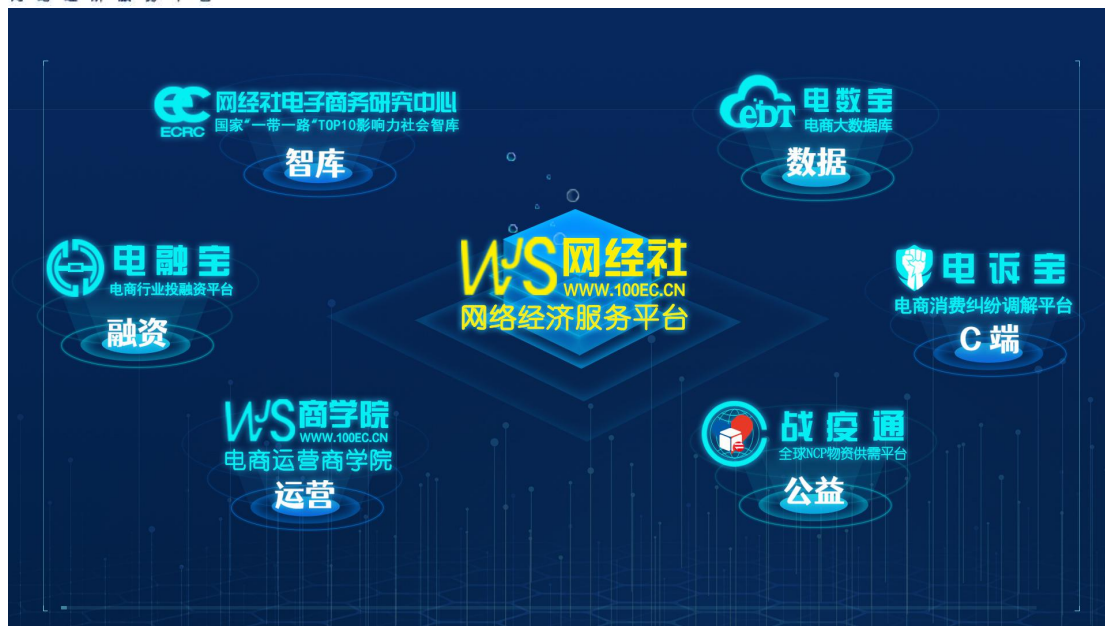 网经社电子商务研究中心
ECRC
国家“一带一路”TOP10影响力社会智库
智库
eDT
电数宝
电商大数据库
数据
电融宝
电商行业投融资平台
融资
WJS网经社
WWW.100EC.CN
网络经济服务平台
电诉宝
电商消费纠纷调解平台
C端
WJS商学院
WWW.100EC.CN
电商运营商学院
运营
战疫通
全球NCP物资供需平台
公益